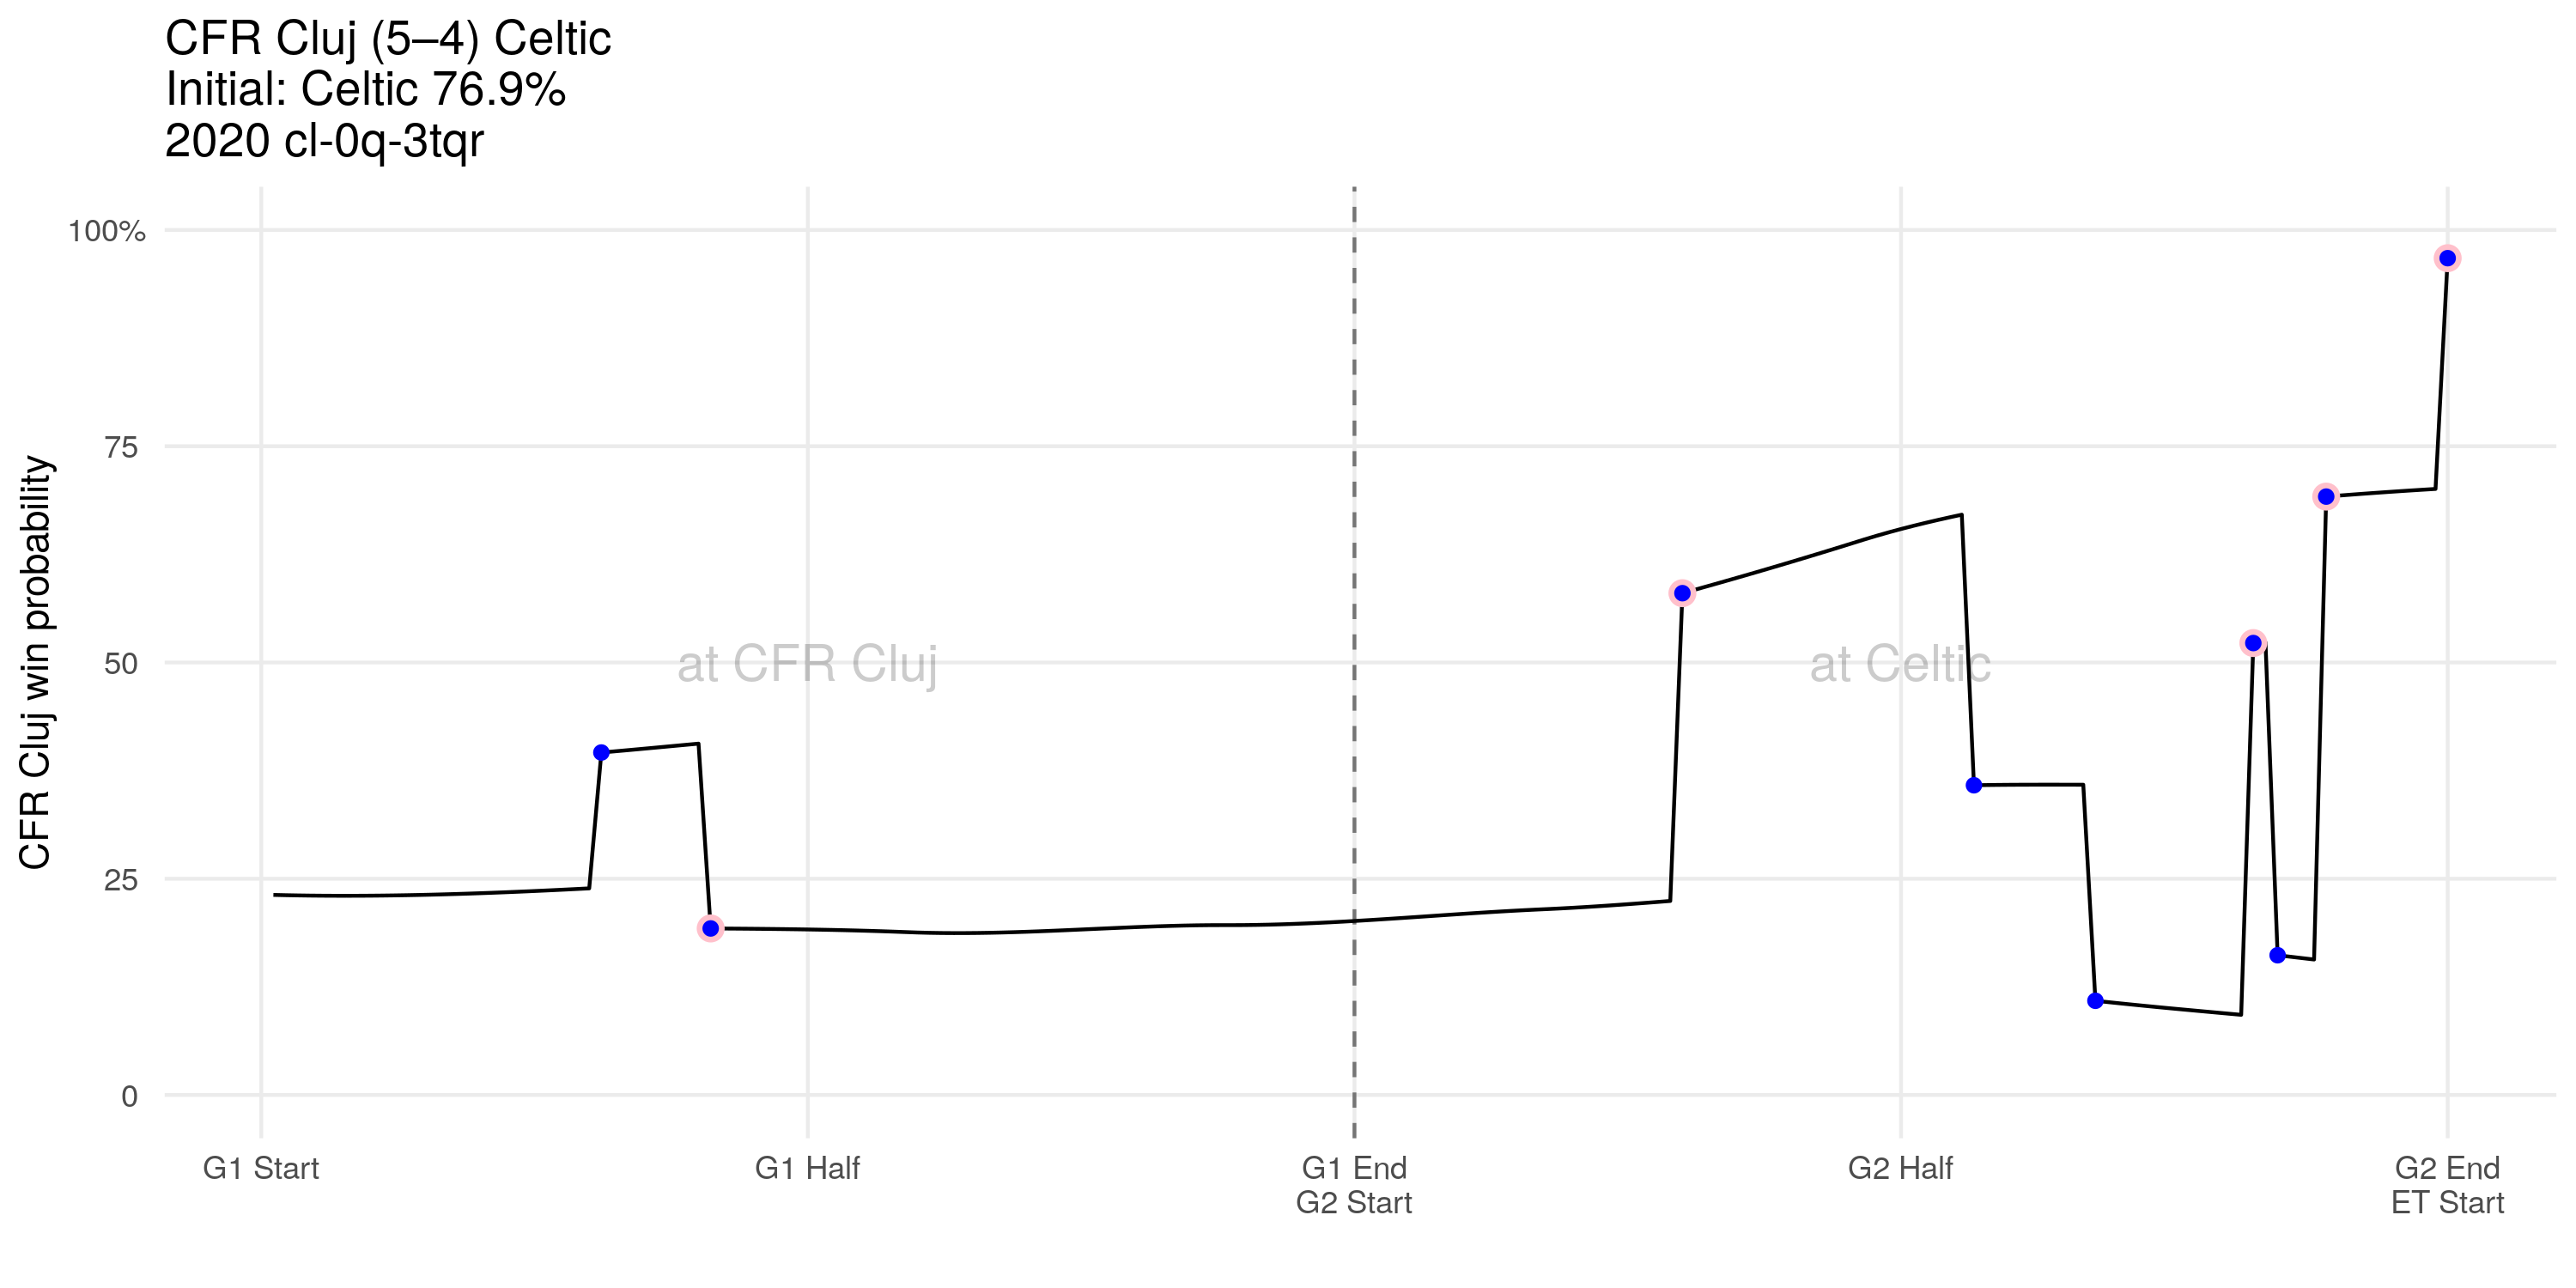 CFR Cluj (5–4) Celtic
Initial: Celtic 76.9%
2020 cl-0q-3tqr
CFR Cluj win probability
100%
75
50
25
0
at CFR Cluj
at Celtic
G1 Start
G1 Half
G1 End
G2 Start
G2 Half
G2 End
ET Start